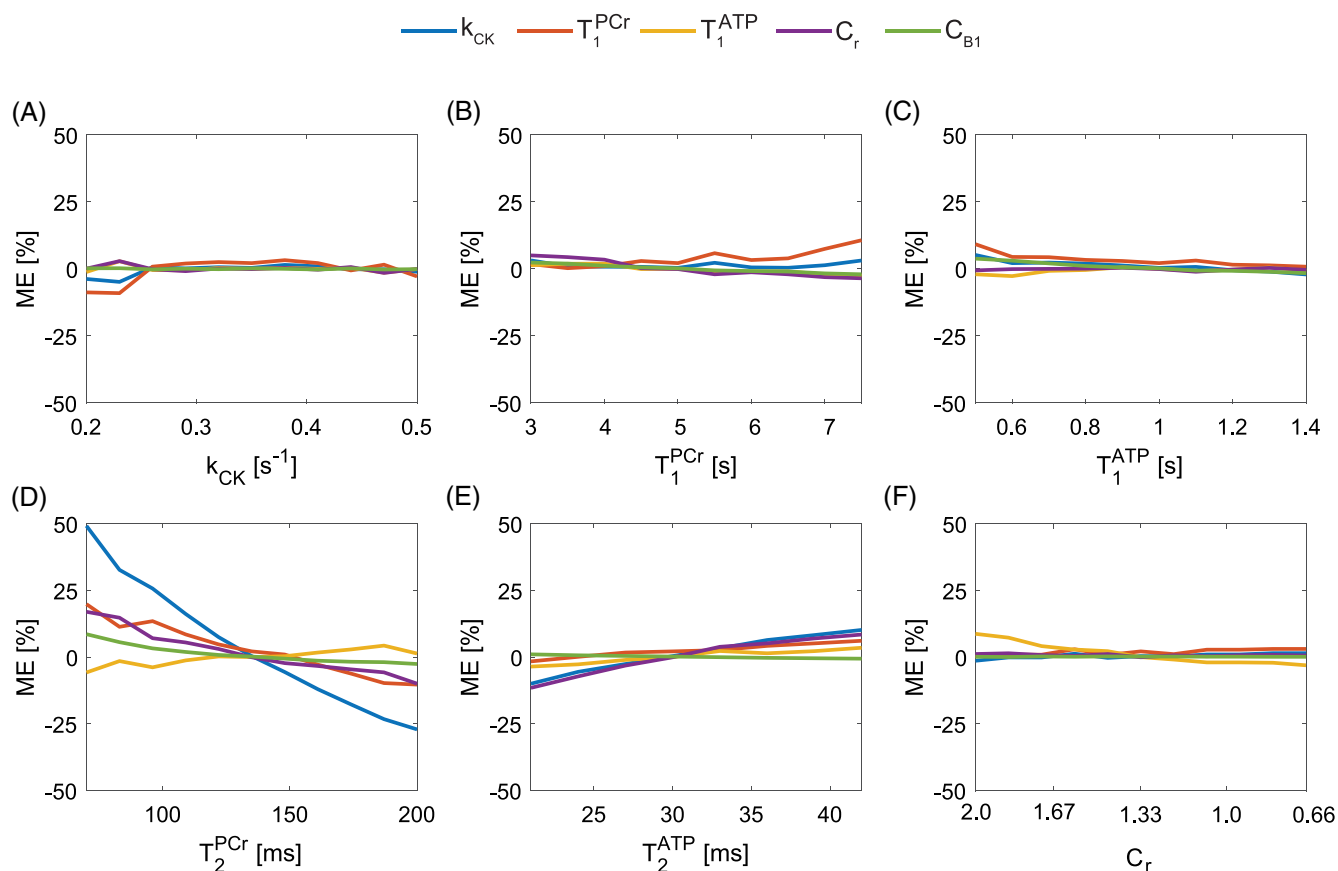 k_CK T_1^PCr T_1^ATP C_r C_B1
(A) (B) (C)
50 50 50
25 25 25
ME [%] ME [%] ME [%]
0 0 0
-25 -25 -25
-50 -50 -50
0.2 0.3 0.4 0.5 3 4 5 6 7 0.6 0.8 1 1.2 1.4
k_CK [s^-1] T_1^PCr [s] T_1^ATP [s]
(D) (E) (F)
50 50 50
25 25 25
ME [%] ME [%] ME [%]
0 0 0
-25 -25 -25
-50 -50 -50
100 150 200 25 30 35 40 2.0 1.67 1.33 1.0 0.66
T_2^PCr [ms] T_2^ATP [ms] C_r